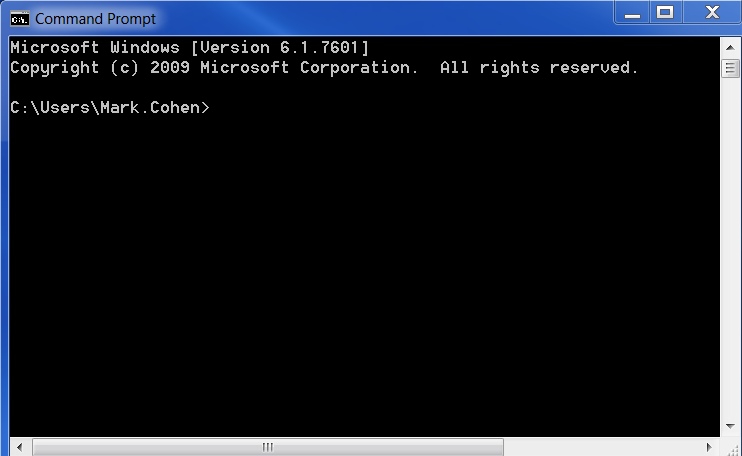 Command Prompt
Microsoft Windows [Version 6.1.7601]
Copyright (c) 2009 Microsoft Corporation.  All rights reserved.
C:\Users\Mark.Cohen>